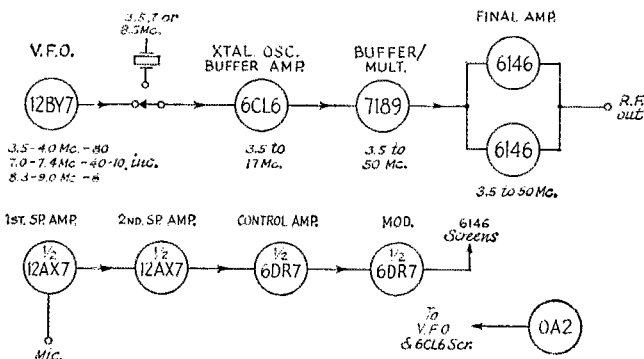 3.5, 7 or
8.3Mc.
FINAL AMP.
V.F.O.
XTAL. OSC.
BUFFER AMP.
BUFFER/
MULT.
6146
12BY7
6CL6
7189
R.F.
out
6146
3.5-4.0 Mc. -80
7.0-7.4 Mc -40-10, inc.
8.3-9.0 Mc -6
3.5 to
17Mc.
3.5 to
50 Mc.
3.5 to 50 Mc.
1ST. SP. AMP.
2ND. SP. AMP.
CONTROL AMP.
MOD.
6146
Screens
½
12AX7
½
12AX7
½
6DR7
½
6DR7
Mic.
To
V.F.O
& 6CL6 Scr.
OA2